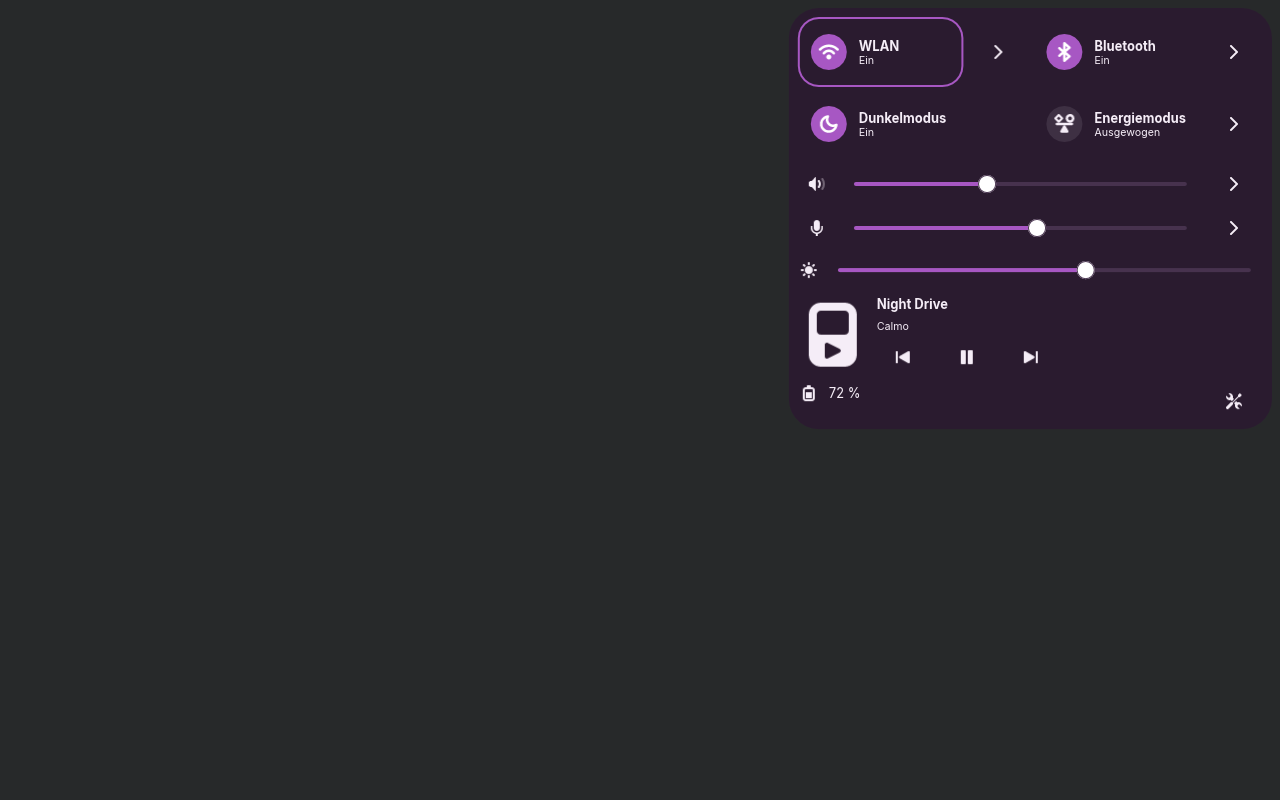 WLAN
Ein
Bluetooth
Ein
Dunkelmodus
Ein
Energiemodus
Ausgewogen
Night Drive
Calmo
72 %